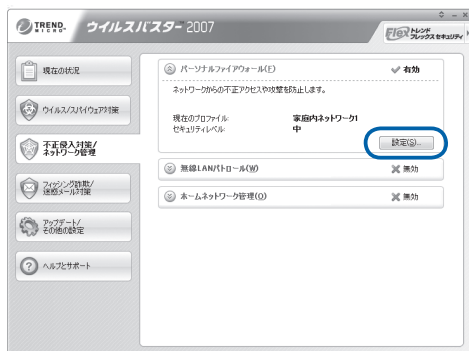 TREND MICRO ウイルスバスター 2007
Flex トレンド フレックス セキュリティ
現在の状況
ウイルス/スパイウェア対策
不正侵入対策/
ネットワーク管理
フィッシング詐欺/
迷惑メール対策
アップデート/
その他の設定
ヘルプとサポート
パーソナルファイアウォール(F) 有効
ネットワークからの不正アクセスや攻撃を防止します。
現在のプロファイル: 家庭内ネットワーク1
セキュリティレベル: 中
設定(S)...
無線LANパトロール(W) 無効
ホームネットワーク管理(O) 無効